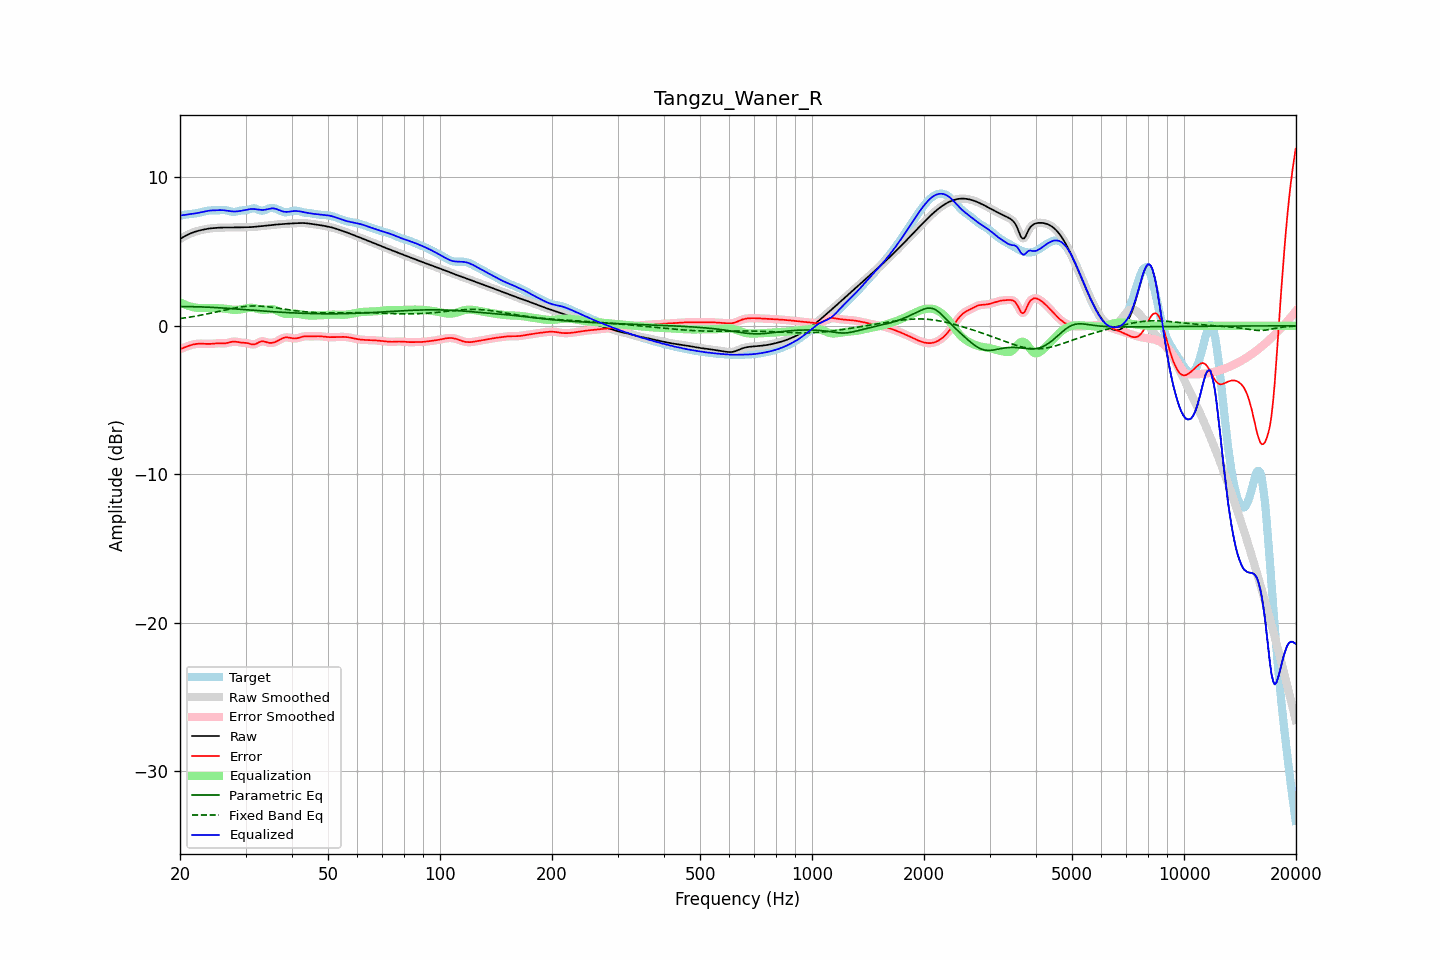 Tangzu_Waner_R
10
0
−10
−20
−30
Amplitude (dBr)
Target
Raw Smoothed
Error Smoothed
Raw
Error
Equalization
Parametric Eq
Fixed Band Eq
Equalized
20 50 100 200 500 1000 2000 5000 10000 20000
Frequency (Hz)